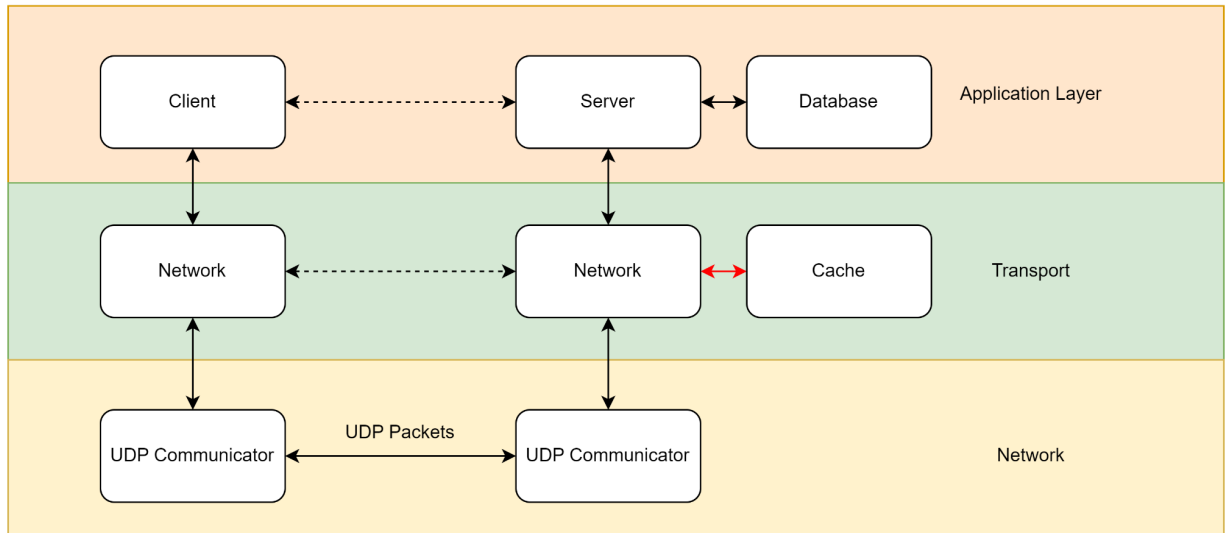 Client
Server
Database
Application Layer
Network
Network
Cache
Transport
UDP Communicator
UDP Packets
UDP Communicator
Network